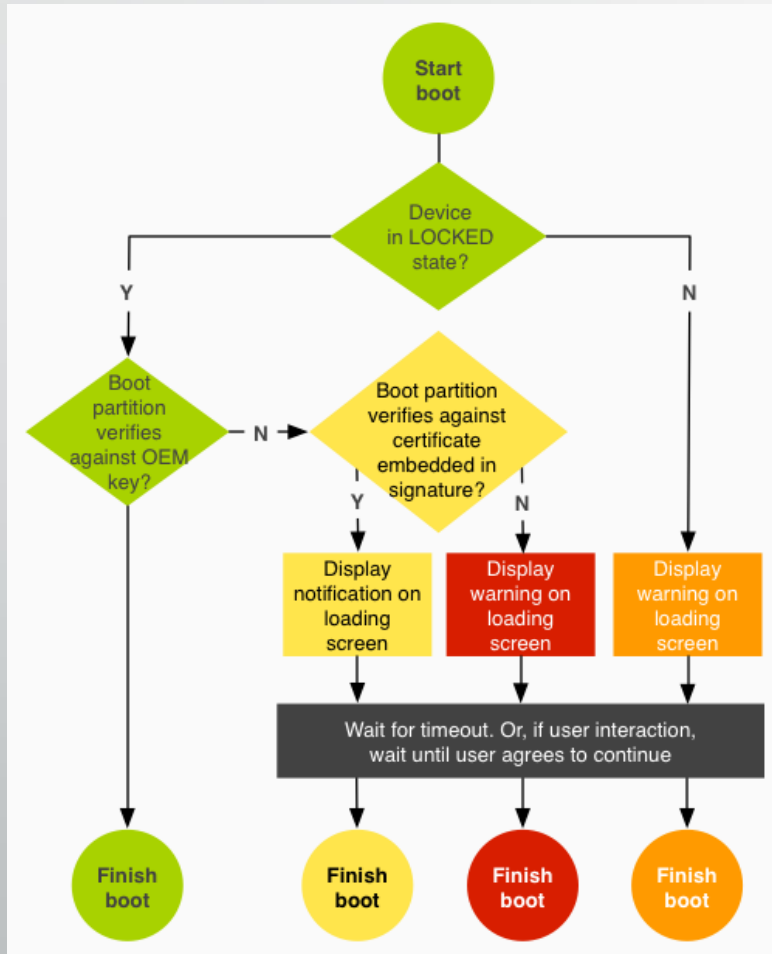 Start
boot
Device
in LOCKED
state?
Y
N
Boot
partition
verifies
against OEM
key?
N
Boot partition
verifies against
certificate
embedded in
signature?
Y
N
Display
notification on
loading
screen
Display
warning on
loading
screen
Display
warning on
loading
screen
Wait for timeout. Or, if user interaction,
wait until user agrees to continue
Finish
boot
Finish
boot
Finish
boot
Finish
boot